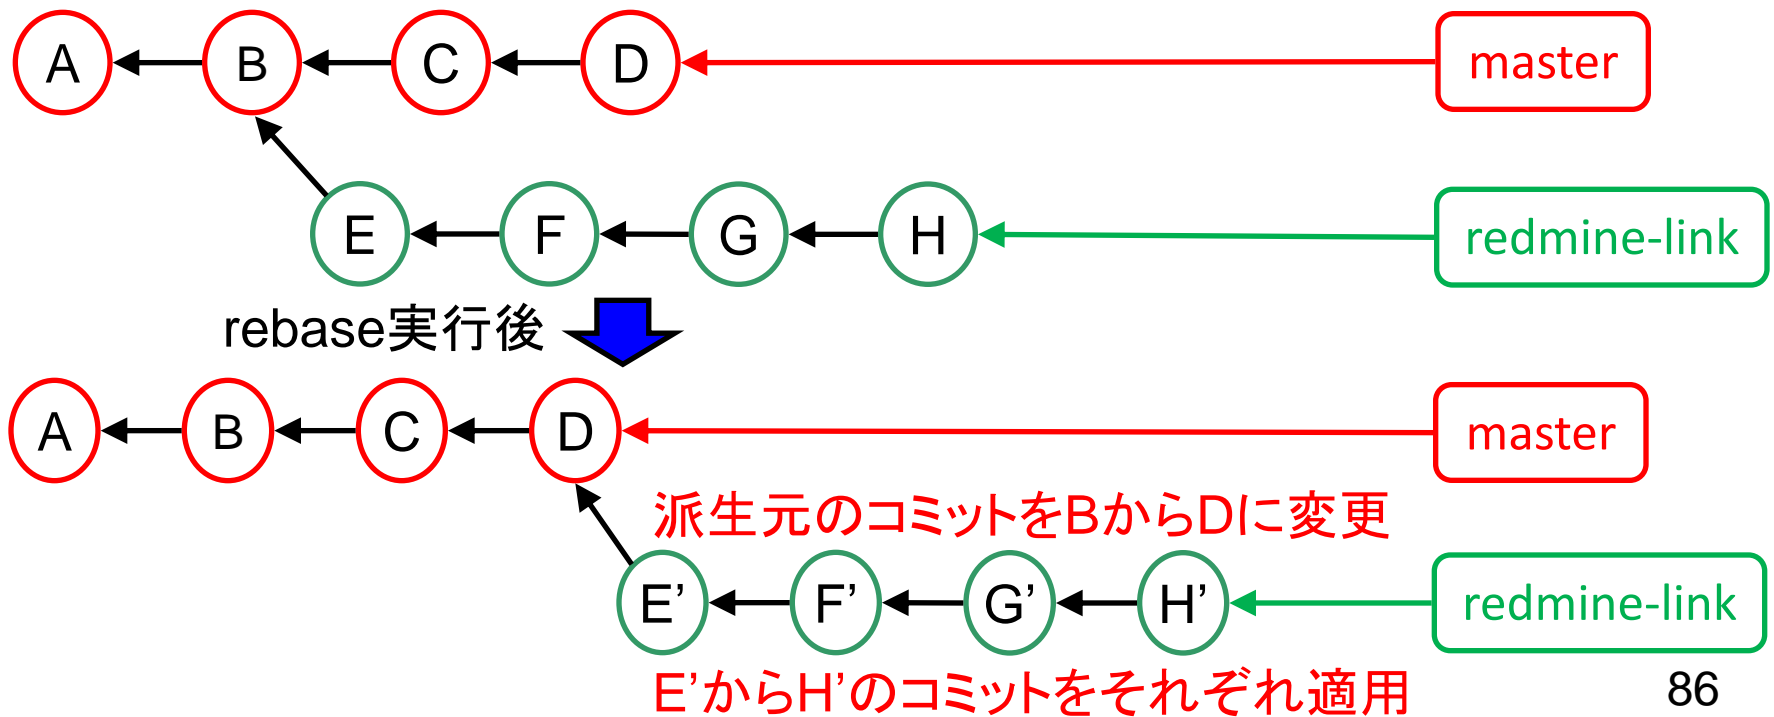 A B C D master
E F G H redmine-link
rebase実行後
A B C D master
派生元のコミットをBからDに変更
E’ F’ G’ H’ redmine-link
E’からH’のコミットをそれぞれ適用
86